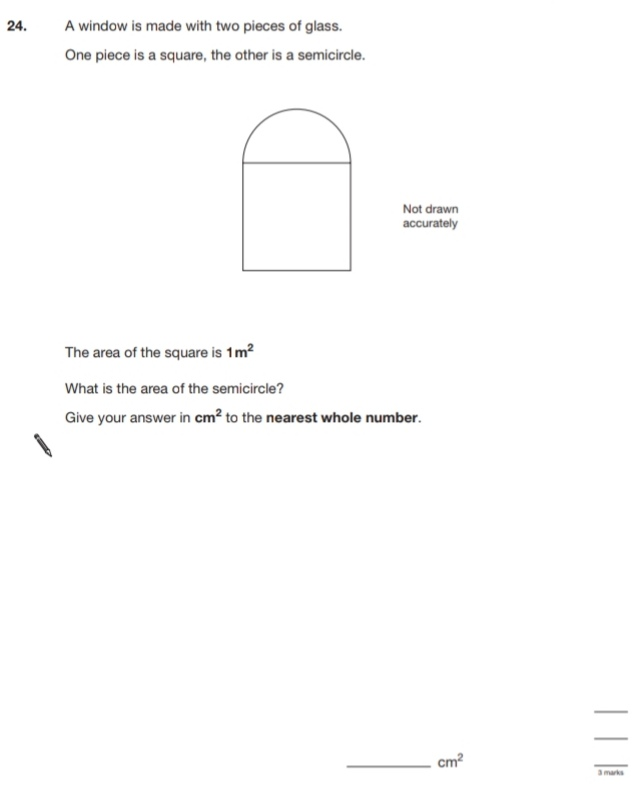 24. A window is made with two pieces of glass.
One piece is a square, the other is a semicircle.
Not drawn
accurately
The area of the square is 1 m²
What is the area of the semicircle?
Give your answer in cm² to the nearest whole number.
cm²
3 marks